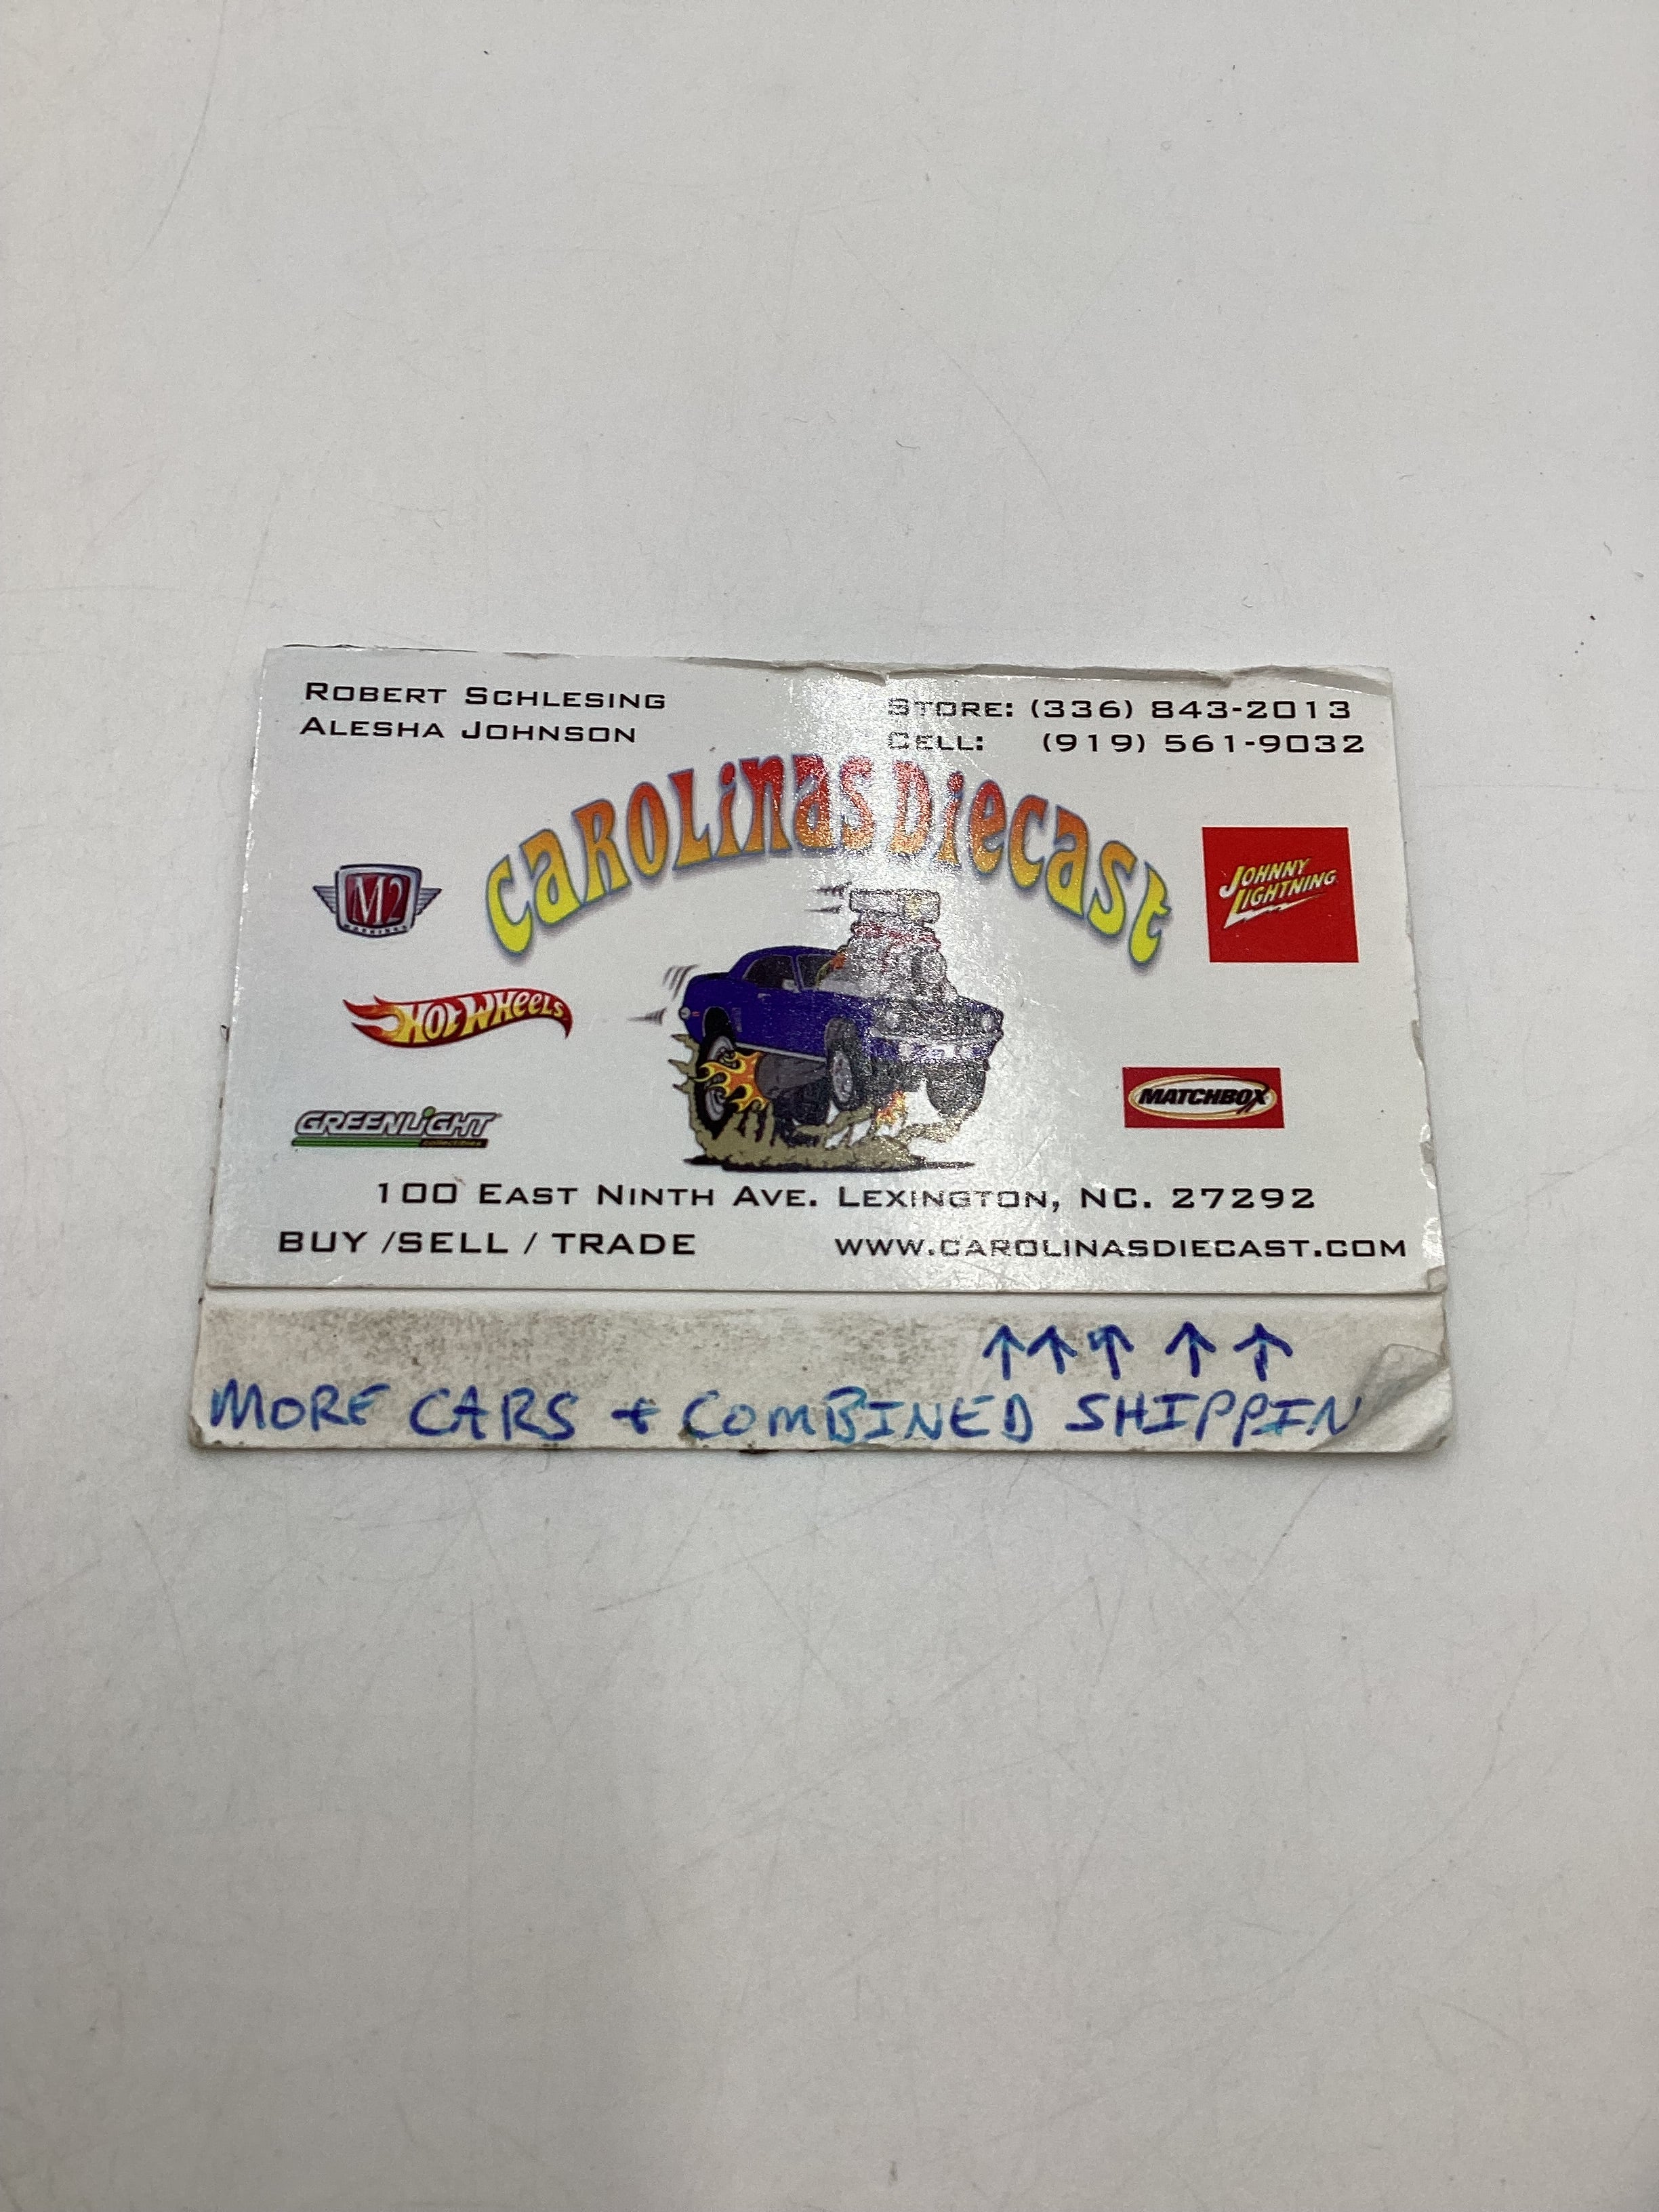 ROBERT SCHLESING
ALESHA JOHNSON
STORE: (336) 843-2013
CELL: (919) 561-9032
CAROLINAS DIECAST
M2
JOHNNY
LIGHTNING
HOT WHEELS
MATCHBOX
GREENLIGHT
100 EAST NINTH AVE. LEXINGTON, NC. 27292
BUY /SELL / TRADE
WWW.CAROLINASDIECAST.COM
MORE CARS + COMBINED SHIPPIN